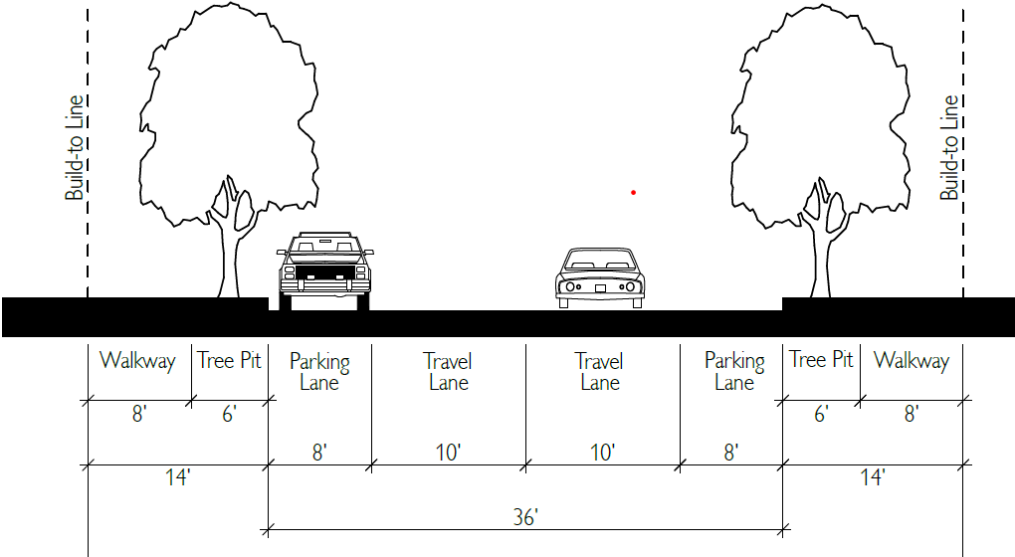 Build-to Line
Build-to Line
Walkway Tree Pit Parking Lane Travel Lane Travel Lane Parking Lane Tree Pit Walkway
8' 6' 6' 8'
8' 10' 10' 8'
14' 14'
36'